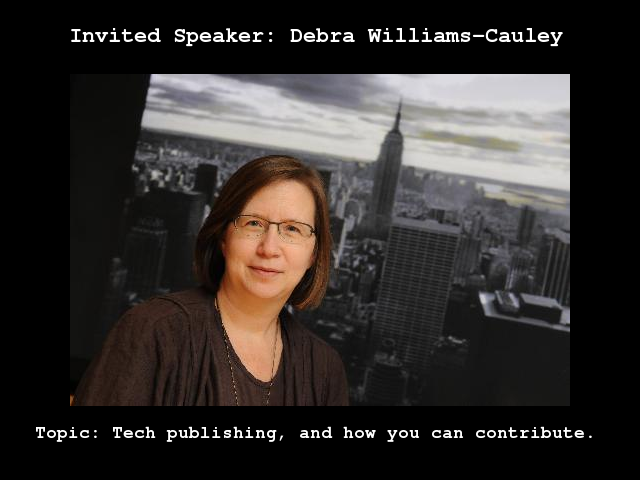 Invited Speaker: Debra Williams-Cauley
Topic: Tech publishing, and how you can contribute.